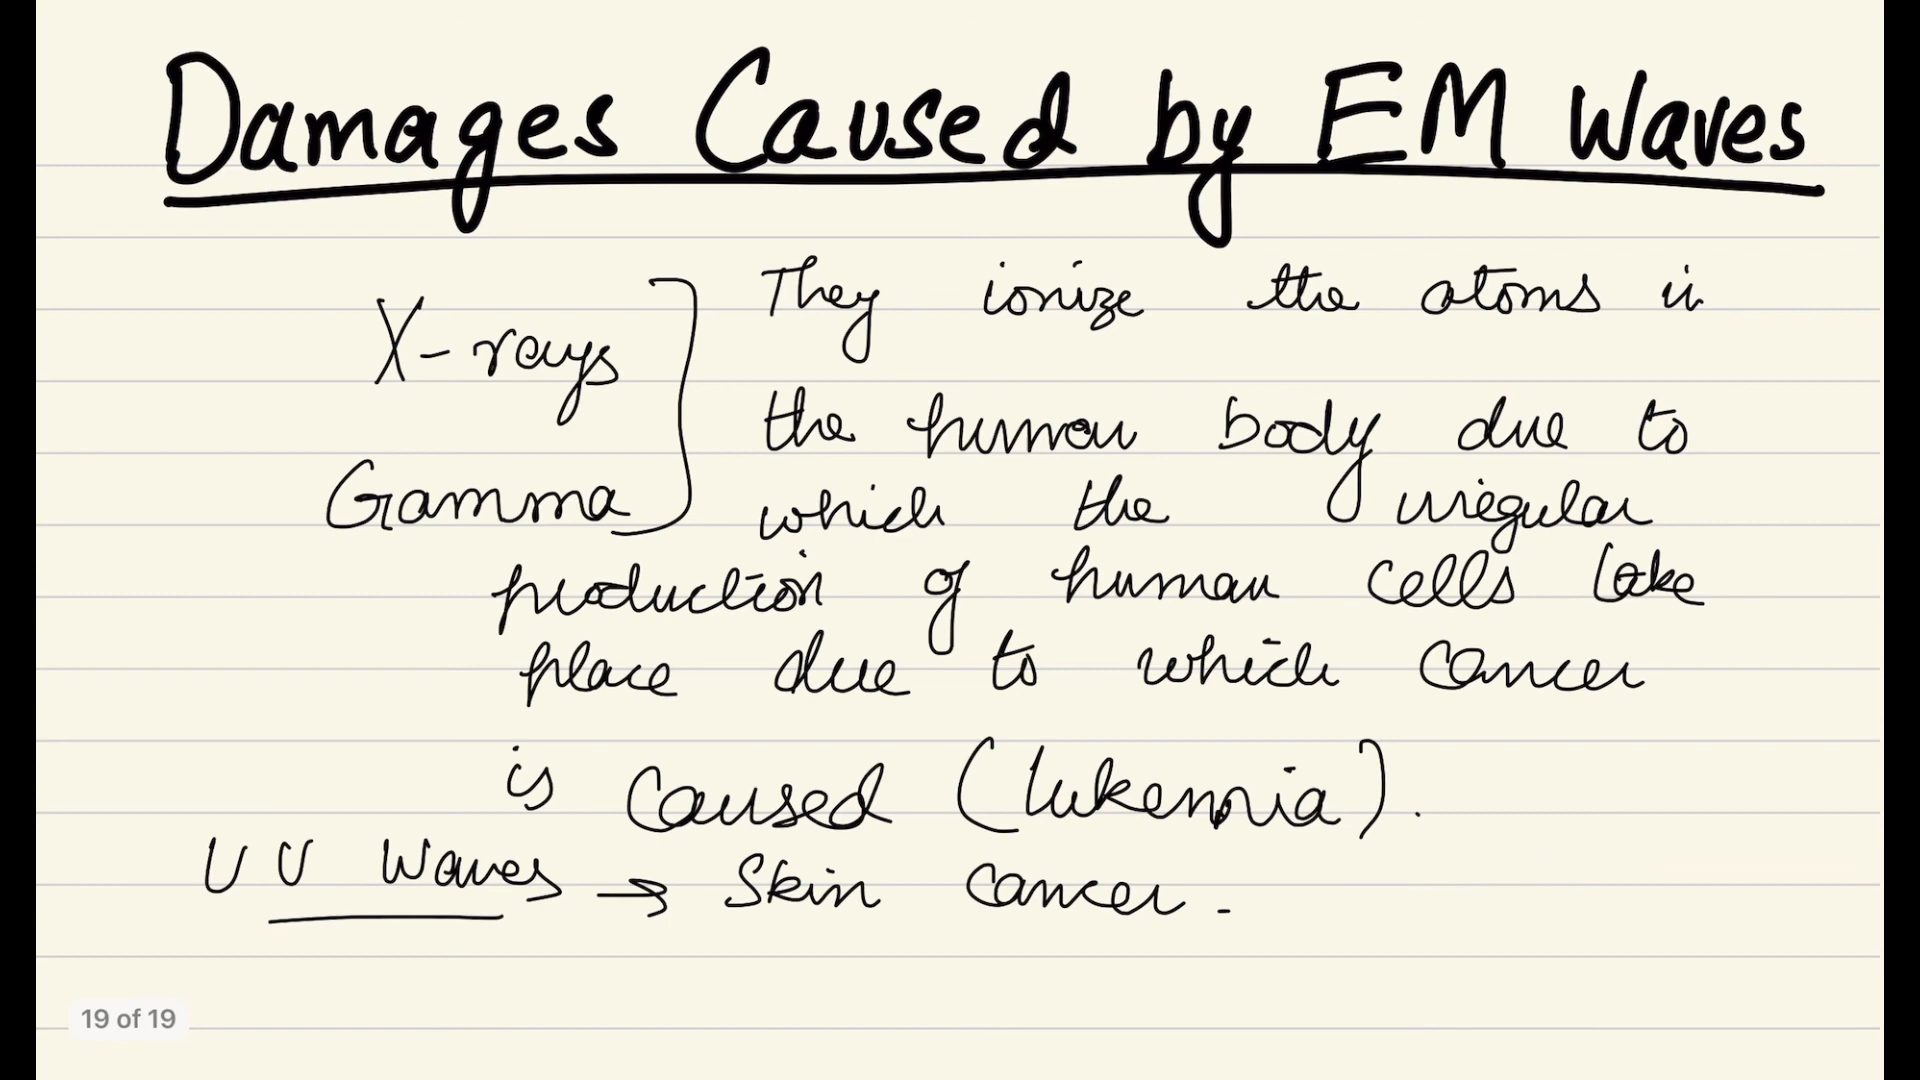 Damages Caused by EM Waves
They ionize the atoms in
X-rays
the human body due to
Gamma
which the irregular
production of human cells take
place due to which cancer
is caused (lukemia).
UV Waves → Skin cancer.
19 of 19